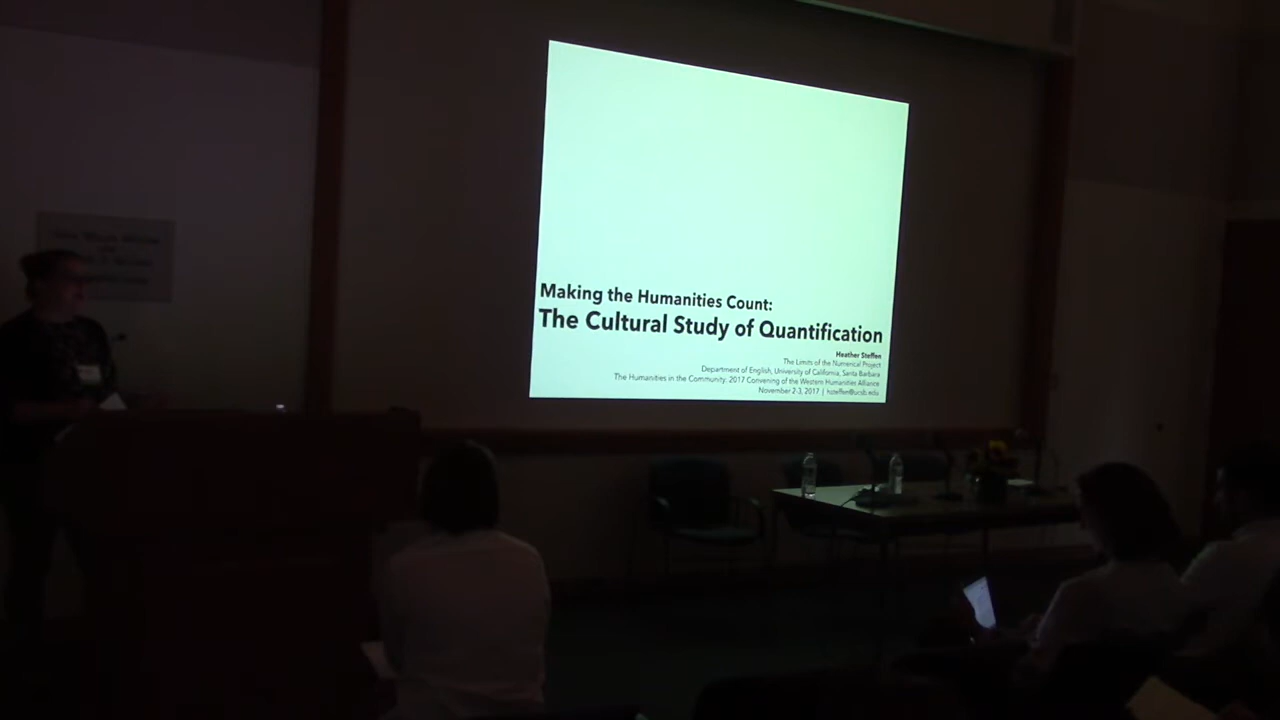 Making the Humanities Count:
The Cultural Study of Quantification
Heather Steffen
The Limits of the Numerical Project
Department of English, University of California, Santa Barbara
The Humanities in the Community: 2017 Convening of the Western Humanities Alliance
November 2-3, 2017 | hsteffen@ucsb.edu